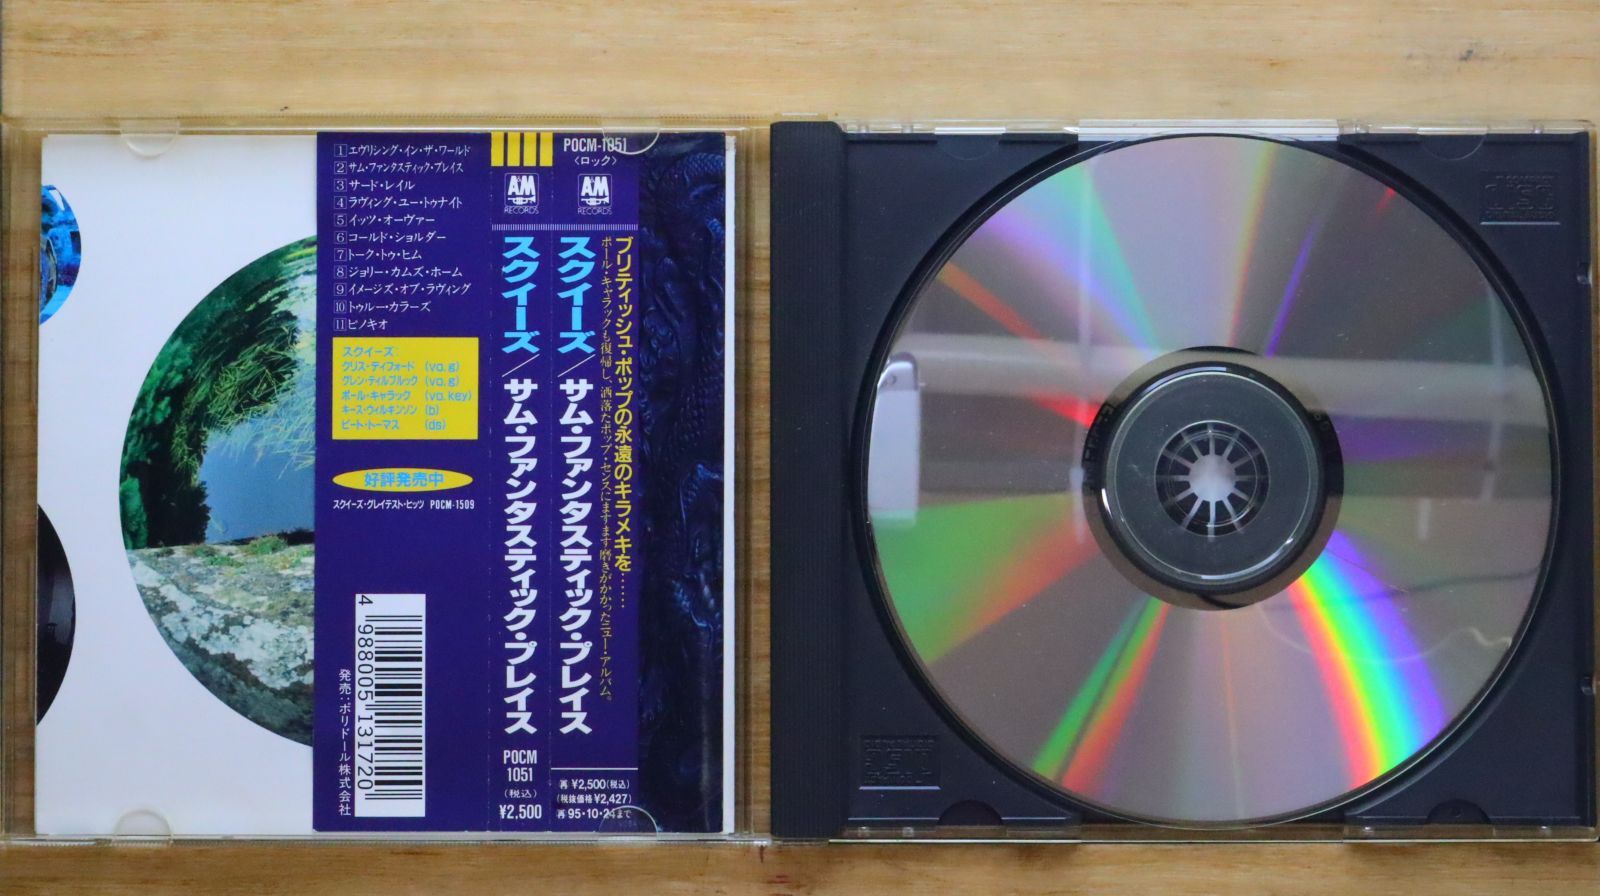 1 エヴリシング・イン・ザ・ワールド
2 サム・ファンタスティック・プレイス
3 サード・レイル
4 ラヴィング・ユー・トゥナイト
5 イッツ・オーヴァー
6 コールド・ショルダー
7 トーク・トゥ・ヒム
8 ジョリー・カムズ・ホーム
9 イメージズ・オブ・ラヴィング
10 トゥルー・カラーズ
11 ピノキオ
スクイーズ:
クリス・ディフォード (vo. g)
グレン・ティルブルック (vo. g)
ポール・キャラック (vo. key)
キース・ウィルキンソン (b)
ピート・トーマス (ds)
好評発売中
スクイーズ・グレイテスト・ヒッツ POCM-1509
4 988005 131720
発売:ポリドール株式会社
A&M
RECORDS
スクイーズ/サム・ファンタスティック・プレイス
POCM
1051
(税込)
¥2,500
POCM-1051
〈ロック〉
A&M
RECORDS
ブリティッシュ・ポップの永遠のキラメキを……
ポール・キャラックも復帰し、洒落たポップ・センスにますます磨きがかかったニュー・アルバム。
スクイーズ/サム・ファンタスティック・プレイス
再 ¥2,500(税込)
(税抜価格¥2,427)
再 95・10・24まで